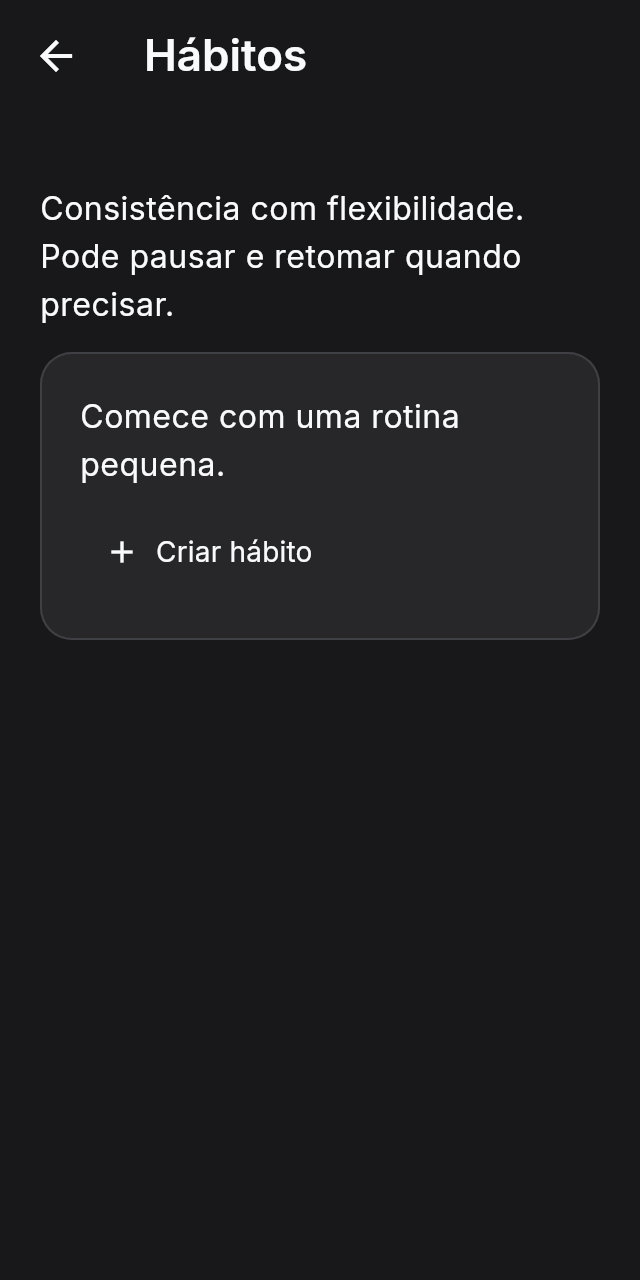 Hábitos
Consistência com flexibilidade.
Pode pausar e retomar quando
precisar.
Comece com uma rotina
pequena.
+ Criar hábito